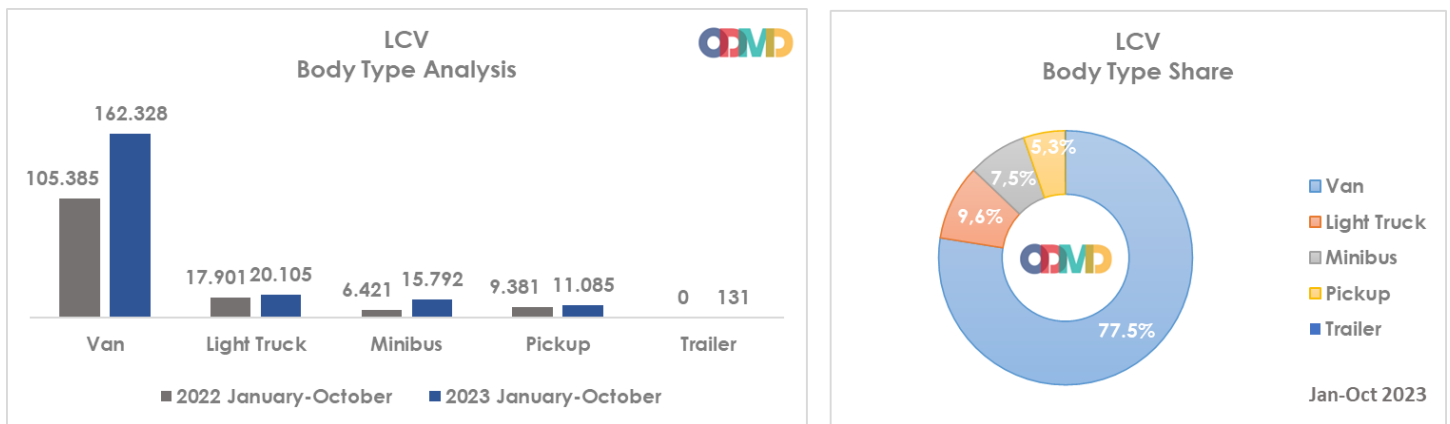 LCV
Body Type Analysis
ODMD
162.328
105.385
17.901 20.105
6.421 15.792
9.381 11.085
0 131
Van Light Truck Minibus Pickup Trailer
2022 January-October 2023 January-October
LCV
Body Type Share
5,3%
7,5%
9,6%
ODMD
77.5%
Van
Light Truck
Minibus
Pickup
Trailer
Jan-Oct 2023